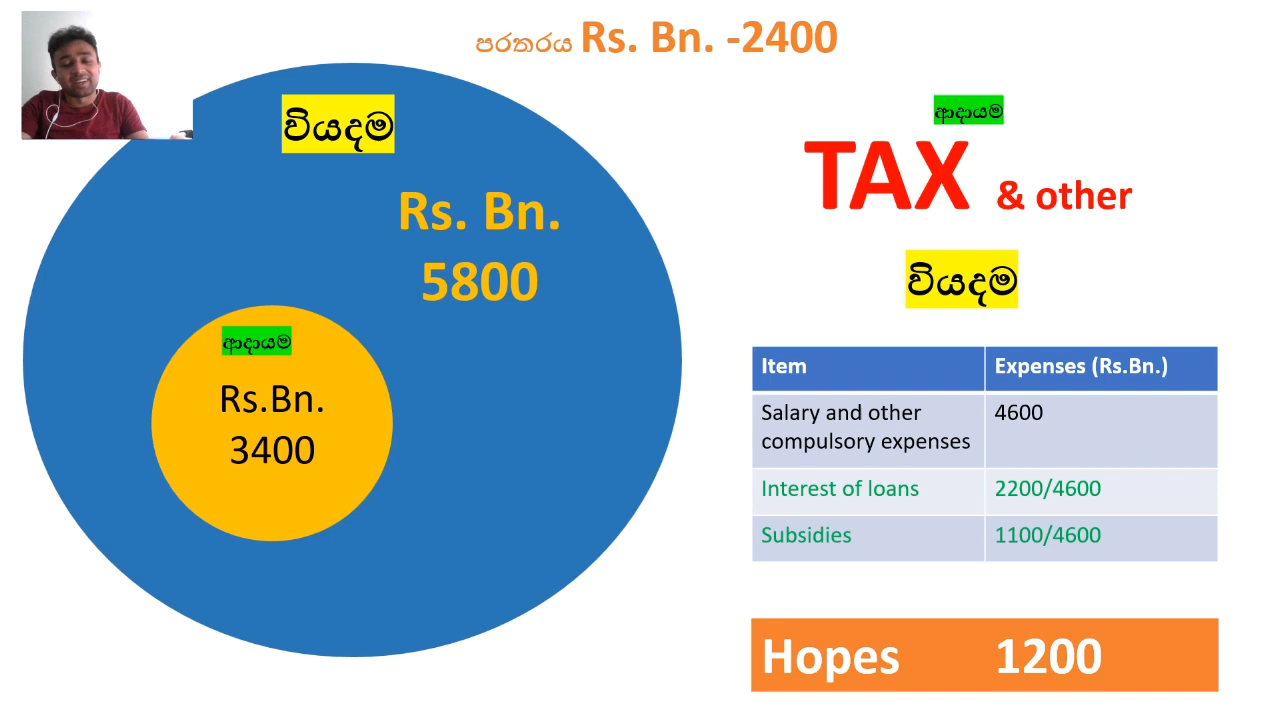 පරතරය Rs. Bn. -2400
වියදම
Rs. Bn.
5800
ආදායම
Rs.Bn.
3400
ආදායම
TAX & other
වියදම
Item Expenses (Rs.Bn.)
Salary and other 4600
compulsory expenses
Interest of loans 2200/4600
Subsidies 1100/4600
Hopes 1200